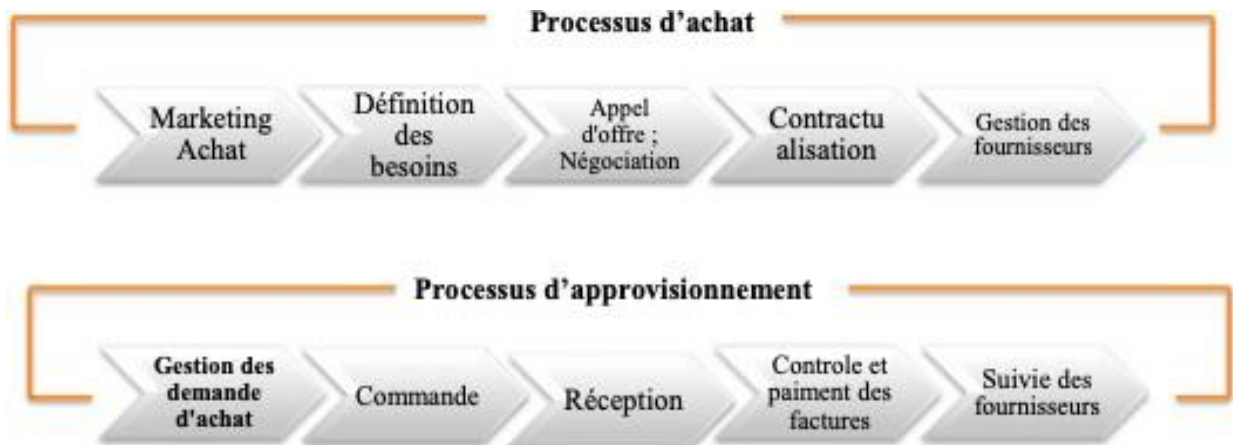 Processus d'achat
Marketing
Achat
Définition
des
besoins
Appel
d'offre ;
Négociation
Contractu
alisation
Gestion des
fournisseurs
Processus d'approvisionnement
Gestion des
demande
d'achat
Commande
Réception
Controle et
paiment des
factures
Suivie des
fournisseurs